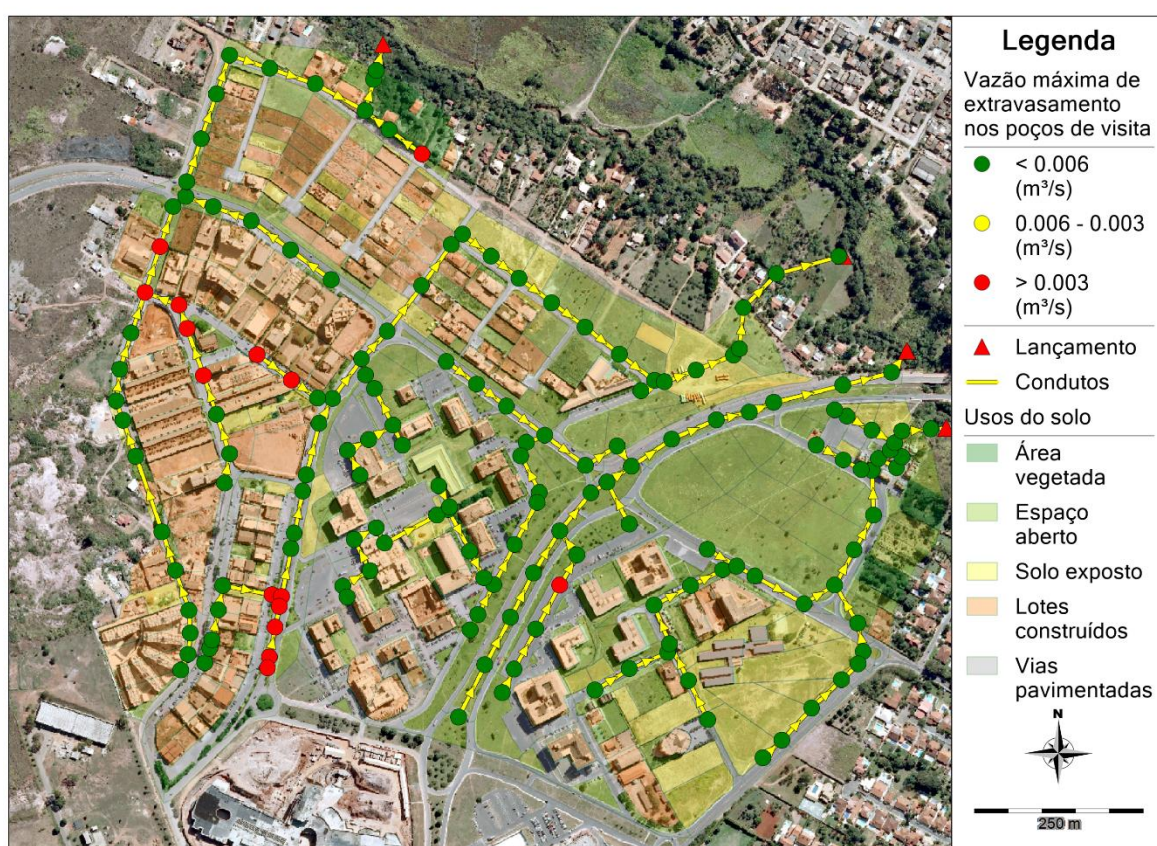 Legenda
Vazão máxima de
extravasamento
nos poços de visita
< 0.006
(m³/s)
0.006 - 0.003
(m³/s)
> 0.003
(m³/s)
Lançamento
Condutos
Usos do solo
Área
vegetada
Espaço
aberto
Solo exposto
Lotes
construídos
Vias
pavimentadas
N
250 m